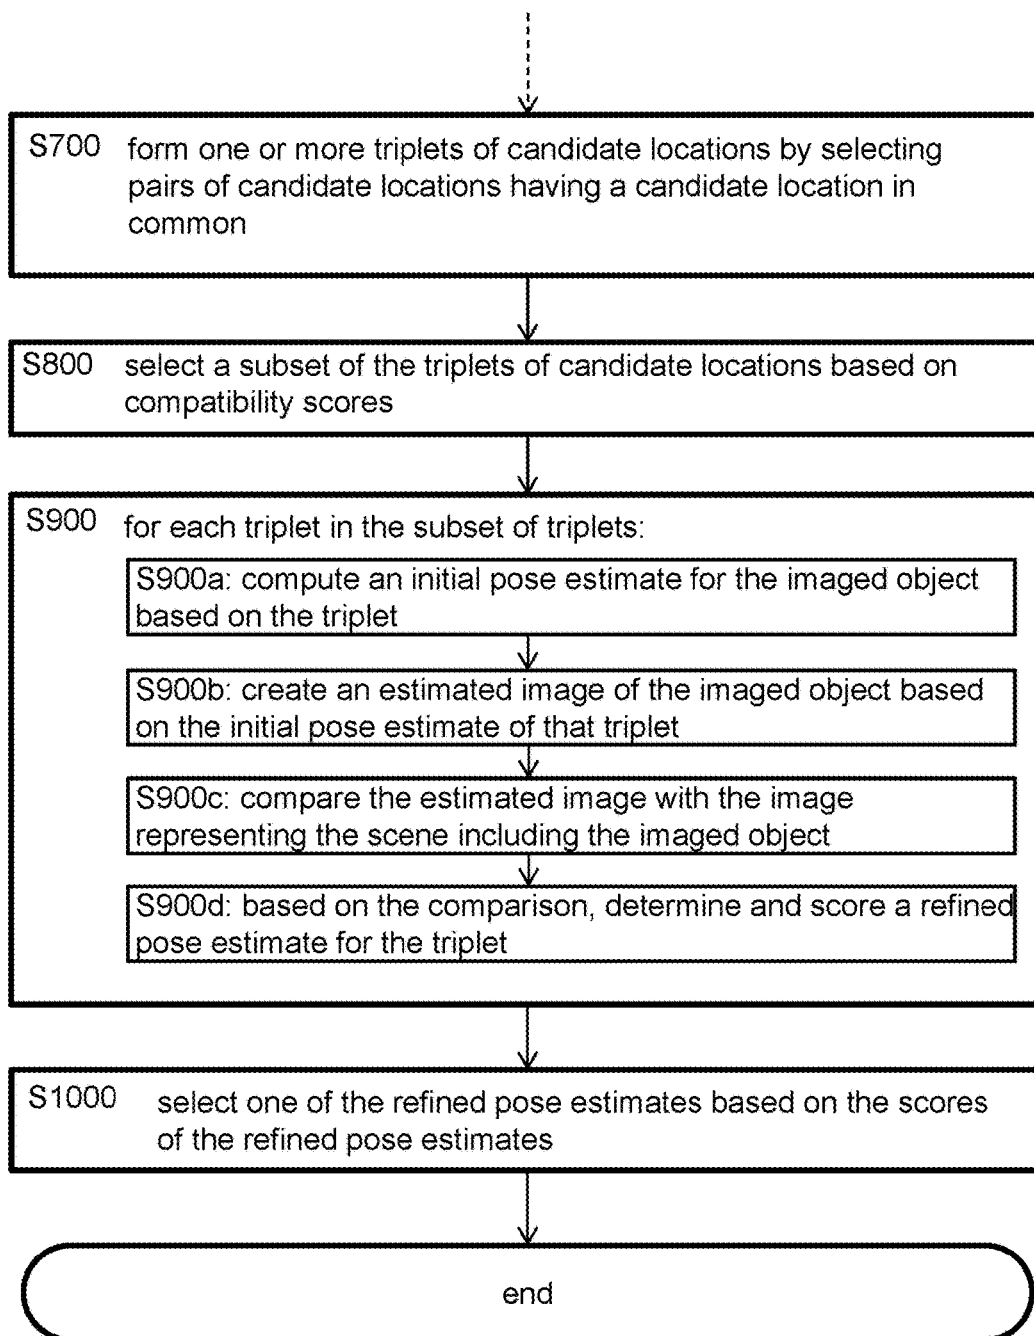 S700 form one or more triplets of candidate locations by selecting
pairs of candidate locations having a candidate location in
common
S800 select a subset of the triplets of candidate locations based on
compatibility scores
S900 for each triplet in the subset of triplets:
S900a: compute an initial pose estimate for the imaged object
based on the triplet
S900b: create an estimated image of the imaged object based
on the initial pose estimate of that triplet
S900c: compare the estimated image with the image
representing the scene including the imaged object
S900d: based on the comparison, determine and score a refined
pose estimate for the triplet
S1000 select one of the refined pose estimates based on the scores
of the refined pose estimates
end